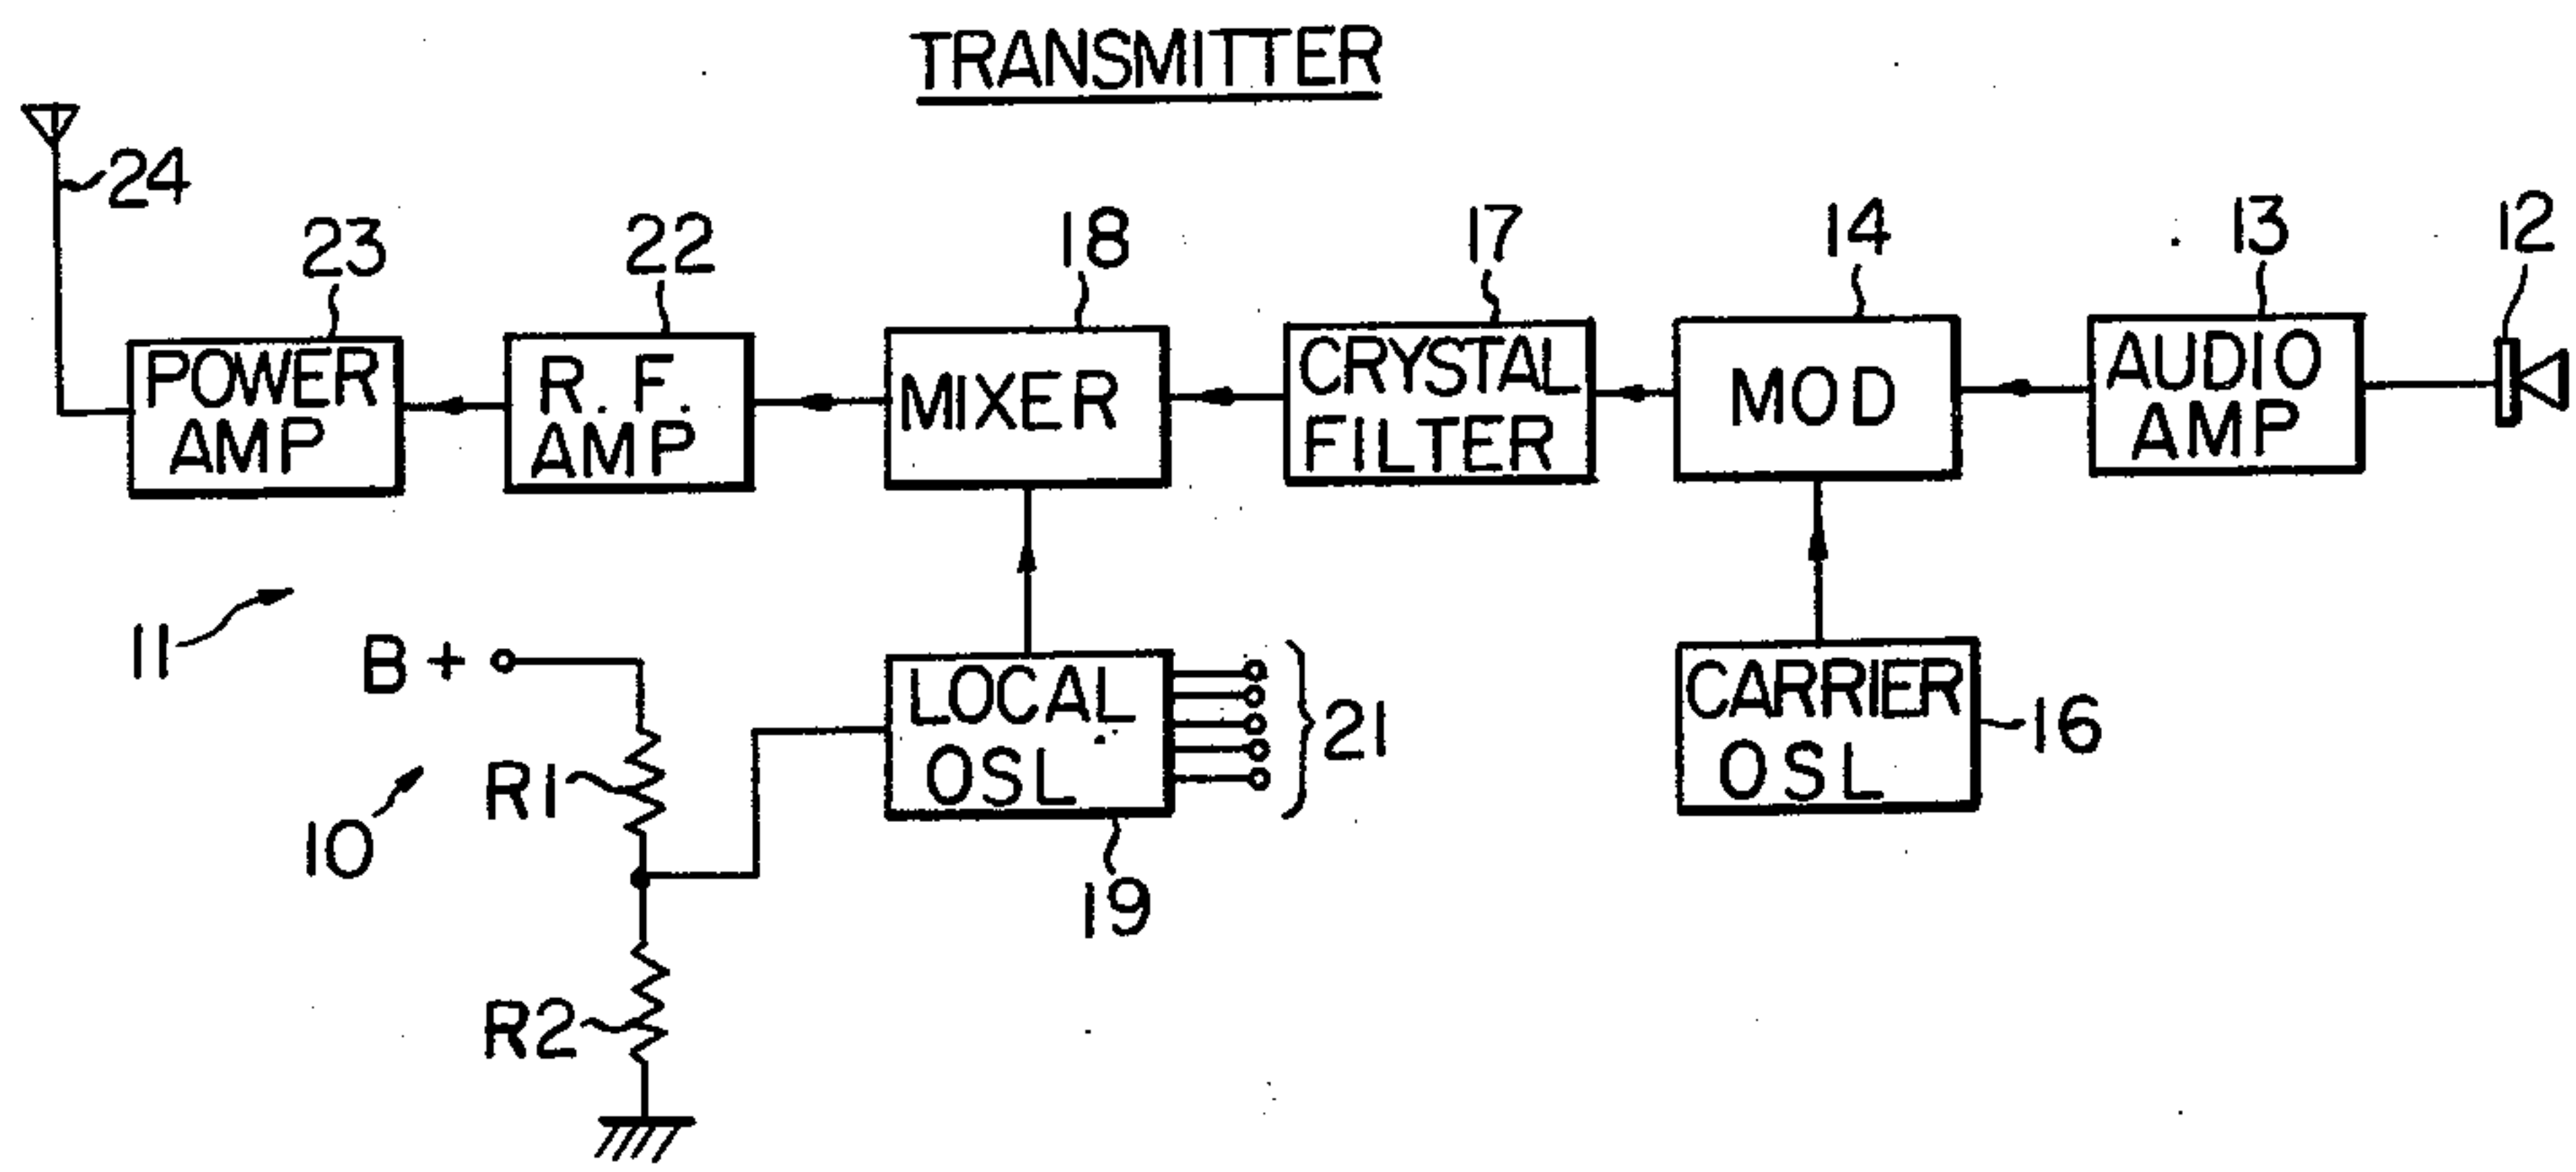 TRANSMITTER
24
23
22
18
17
14
13
12
POWER
AMP
R. F.
AMP
MIXER
CRYSTAL
FILTER
MOD
AUDIO
AMP
11
B +
10
R1
LOCAL
OSL
21
19
CARRIER
OSL
16
R2